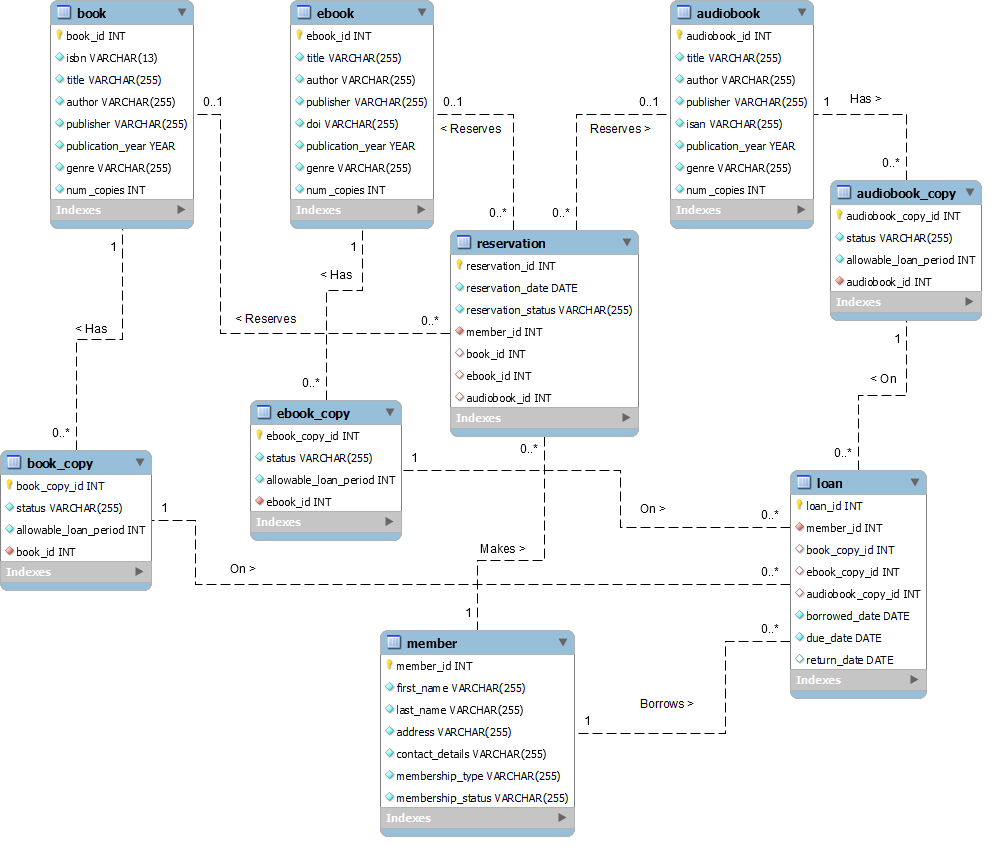 book
book_id INT
isbn VARCHAR(13)
title VARCHAR(255)
author VARCHAR(255)
publisher VARCHAR(255)
publication_year YEAR
genre VARCHAR(255)
num_copies INT
Indexes
ebook
ebook_id INT
title VARCHAR(255)
author VARCHAR(255)
publisher VARCHAR(255)
doi VARCHAR(255)
publication_year YEAR
genre VARCHAR(255)
num_copies INT
Indexes
audiobook
audiobook_id INT
title VARCHAR(255)
author VARCHAR(255)
publisher VARCHAR(255)
isan VARCHAR(255)
publication_year YEAR
genre VARCHAR(255)
num_copies INT
Indexes
0..1
0..1
< Reserves
0..1
Reserves >
1
Has >
0..*
0..*
0..*
audiobook_copy
audiobook_copy_id INT
status VARCHAR(255)
allowable_loan_period INT
audiobook_id INT
Indexes
reservation
reservation_id INT
reservation_date DATE
reservation_status VARCHAR(255)
member_id INT
book_id INT
ebook_id INT
audiobook_id INT
Indexes
1
< Has
0..*
1
< Has
0..*
< Reserves
0..*
1
< On
0..*
ebook_copy
ebook_copy_id INT
status VARCHAR(255)
allowable_loan_period INT
ebook_id INT
Indexes
book_copy
book_copy_id INT
status VARCHAR(255)
allowable_loan_period INT
book_id INT
Indexes
1
On >
0..*
1
On >
0..*
0..*
Makes >
1
loan
loan_id INT
member_id INT
book_copy_id INT
ebook_copy_id INT
audiobook_copy_id INT
borrowed_date DATE
due_date DATE
return_date DATE
Indexes
0..*
Borrows >
1
member
member_id INT
first_name VARCHAR(255)
last_name VARCHAR(255)
address VARCHAR(255)
contact_details VARCHAR(255)
membership_type VARCHAR(255)
membership_status VARCHAR(255)
Indexes